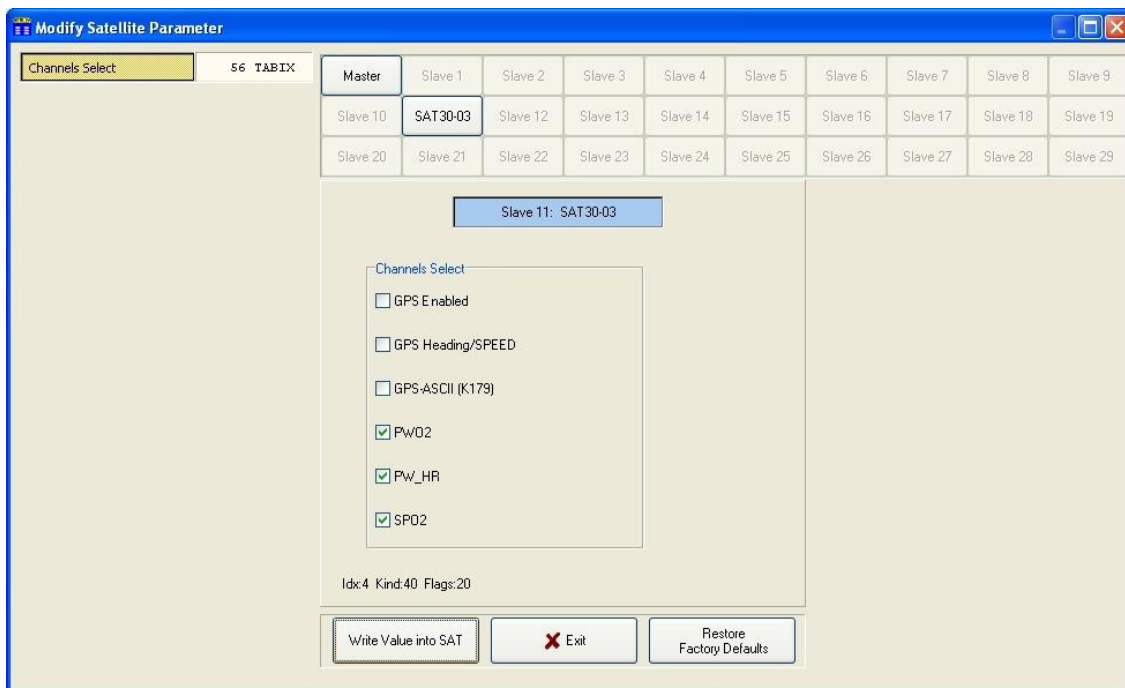 Modify Satellite Parameter
Channels Select 56 TABIX
Master Slave 1 Slave 2 Slave 3 Slave 4 Slave 5 Slave 6 Slave 7 Slave 8 Slave 9
Slave 10 SAT30-03 Slave 12 Slave 13 Slave 14 Slave 15 Slave 16 Slave 17 Slave 18 Slave 19
Slave 20 Slave 21 Slave 22 Slave 23 Slave 24 Slave 25 Slave 26 Slave 27 Slave 28 Slave 29
Slave 11: SAT30-03
Channels Select
GPS Enabled
GPS Heading/SPEED
GPS-ASCII (K179)
PWO2
PW_HR
SPO2
Idx:4 Kind:40 Flags:20
Write Value into SAT Exit Restore
Factory Defaults